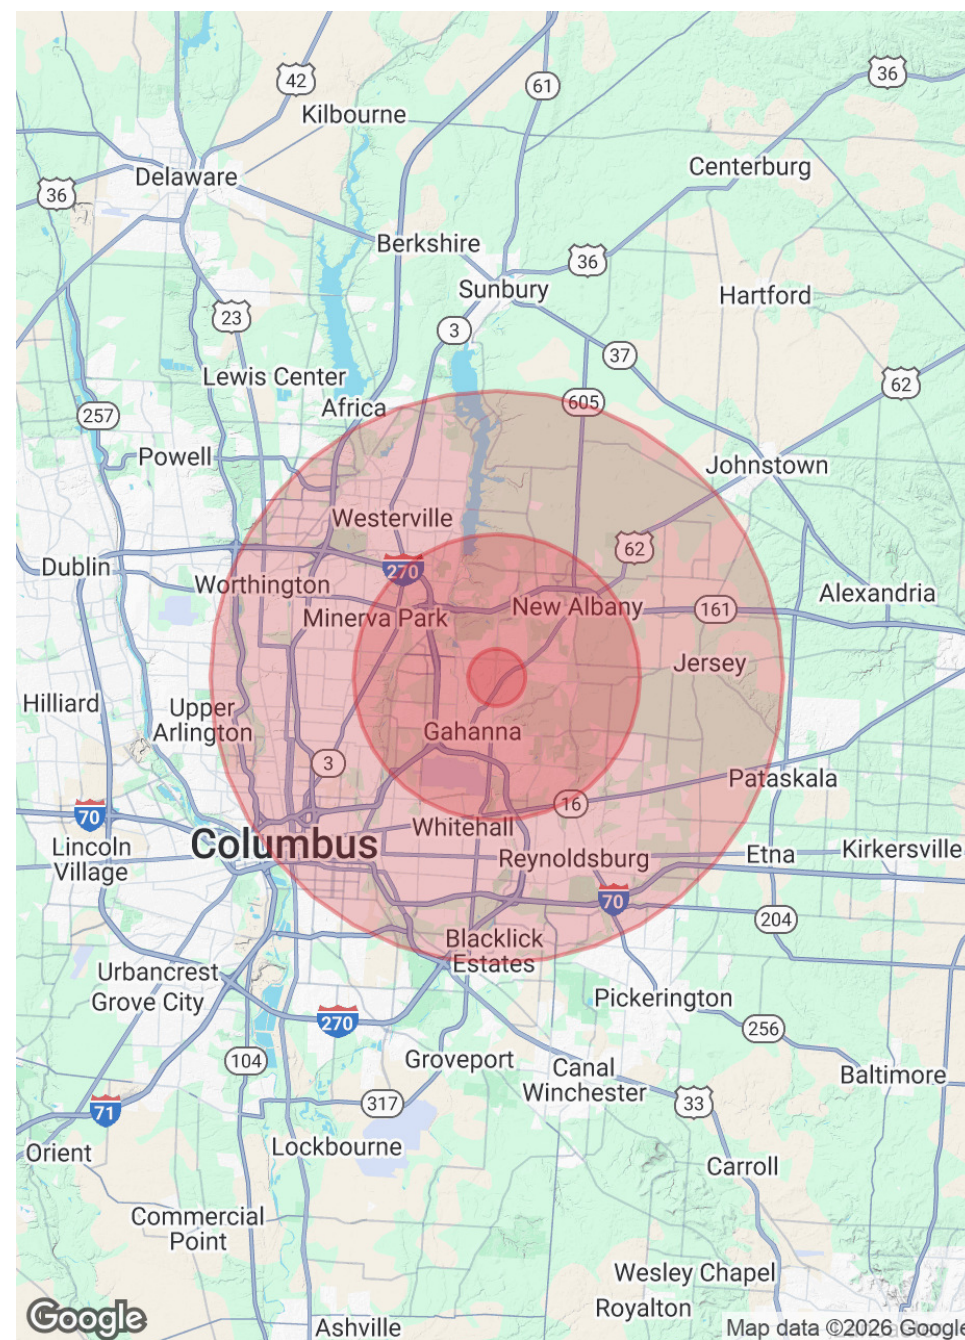 42
61
36
Kilbourne
Centerburg
Delaware
36
Berkshire
36
Sunbury
Hartford
23
3
37
Lewis Center
62
Africa
605
257
Powell
Johnstown
Westerville
62
Dublin
270
Worthington
New Albany
161
Alexandria
Minerva Park
Jersey
Hilliard
Upper
Arlington
Gahanna
3
Pataskala
16
70
Whitehall
Columbus
Lincoln
Village
Reynoldsburg
Etna
Kirkersville
70
204
Blacklick
Estates
Urbancrest
Grove City
Pickerington
270
256
104
Groveport
Canal
Winchester
Baltimore
71
317
33
Orient
Lockbourne
Carroll
Commercial
Point
Wesley Chapel
Royalton
Google
Ashville
Map data ©2026 Google